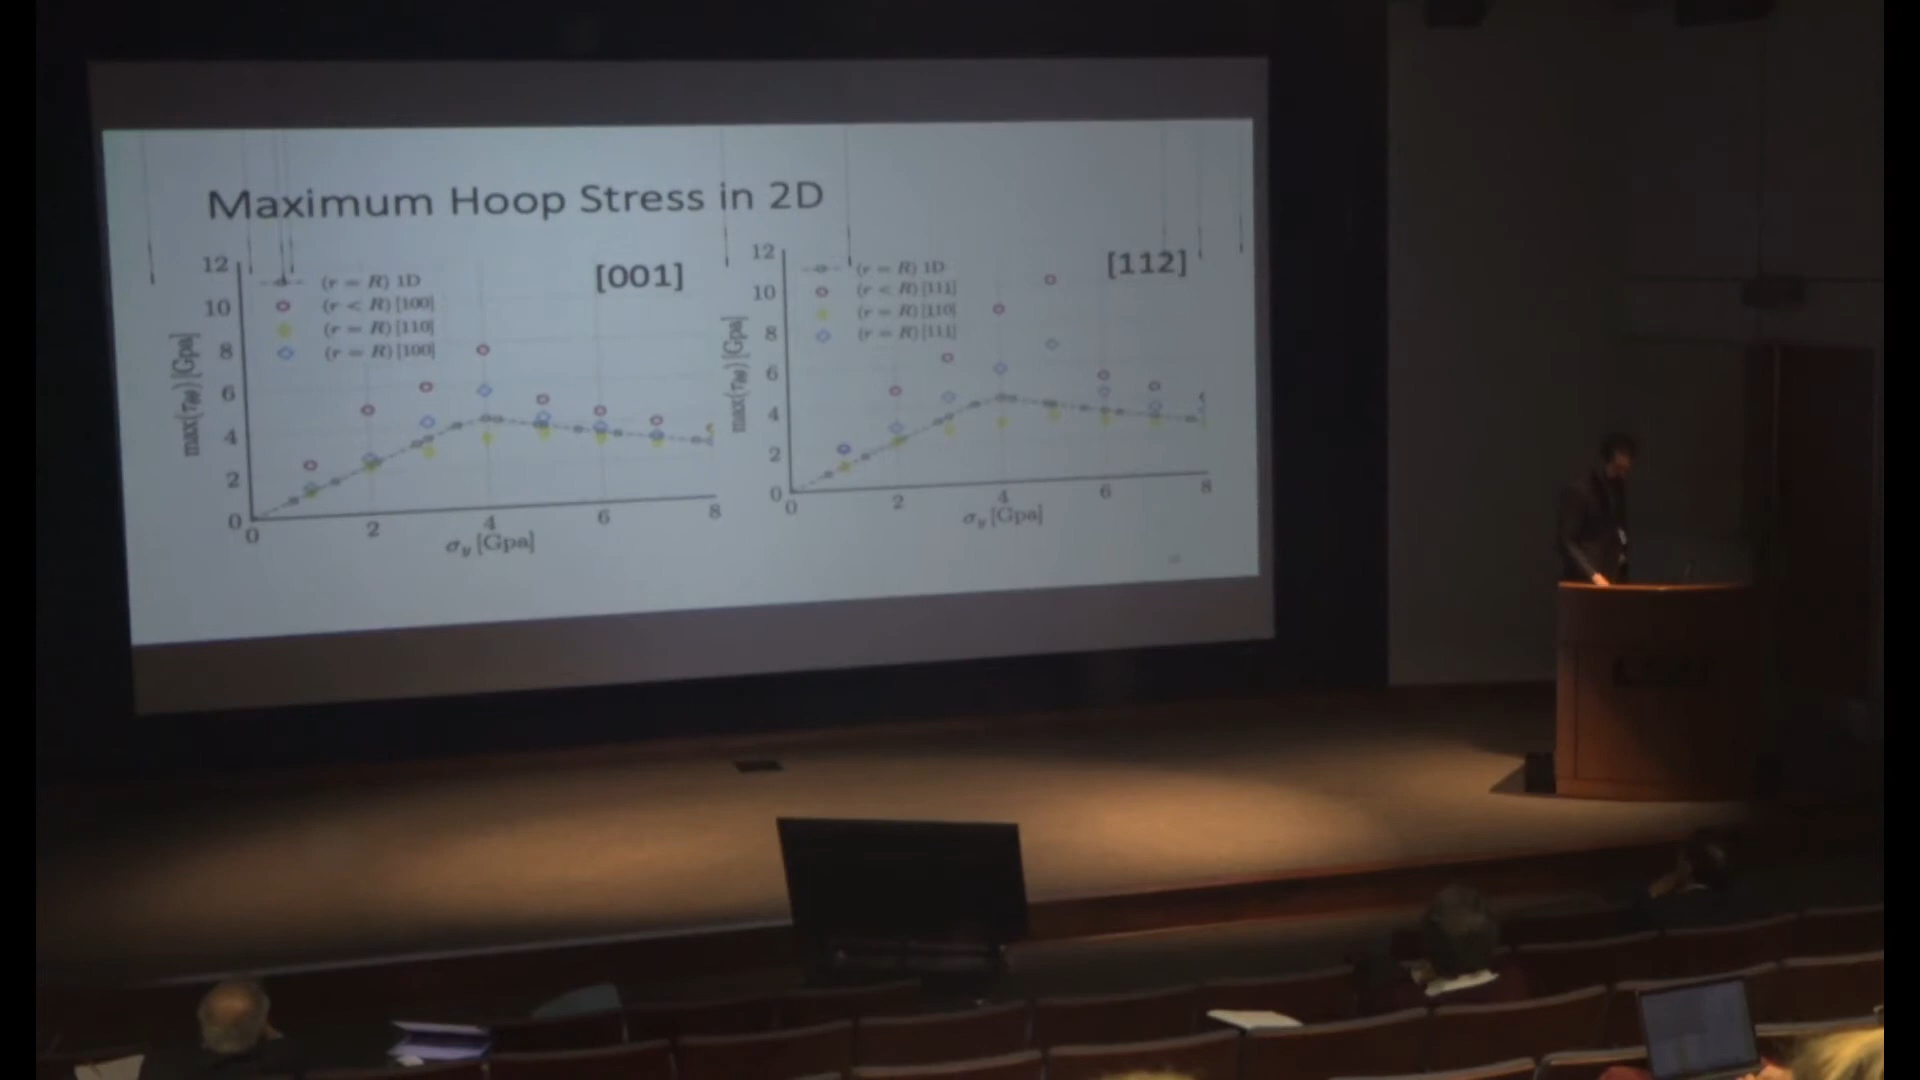 Maximum Hoop Stress in 2D
[001]
(r = R) 1D
(r < R) [100]
(r = R) [110]
(r = R) [100]
max(τθθ) [Gpa]
12
10
8
6
4
2
0
0 2 4 6 8
σy [Gpa]
[112]
(r = R) 1D
(r < R) [111]
(r = R) [110]
(r = R) [111]
max(τθθ) [Gpa]
12
10
8
6
4
2
0
0 2 4 6 8
σy [Gpa]